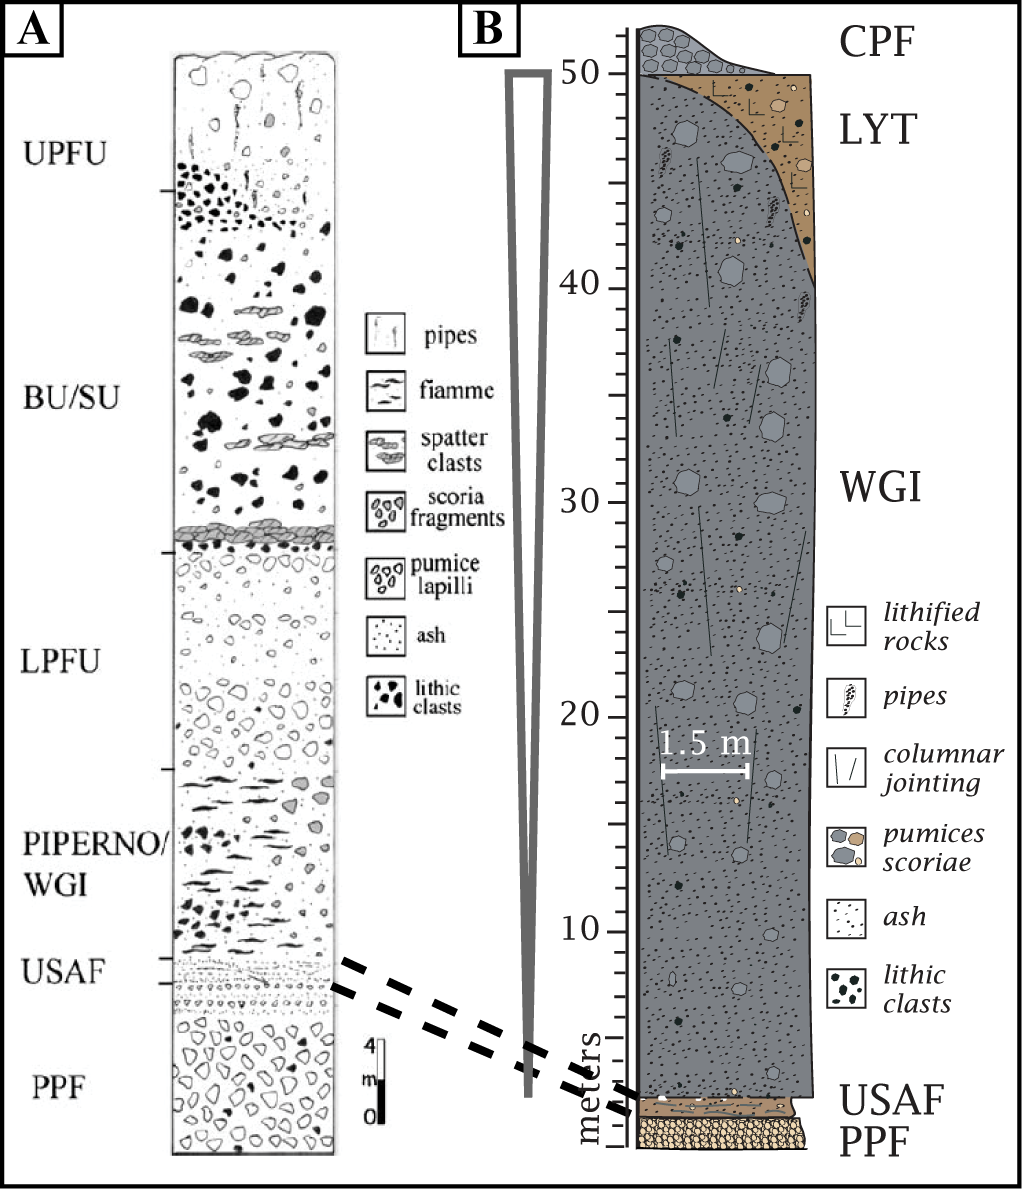 A
UPFU
BU/SU
LPFU
PIPERNO/
WGI
USAF
PPF
pipes
fiamme
spatter
clasts
scoria
fragments
pumice
lapilli
ash
lithic
clasts
4
m
0
B
50
40
30
20
10
meters
1.5 m
CPF
LYT
WGI
lithified
rocks
pipes
columnar
jointing
pumices
scoriae
ash
lithic
clasts
USAF
PPF